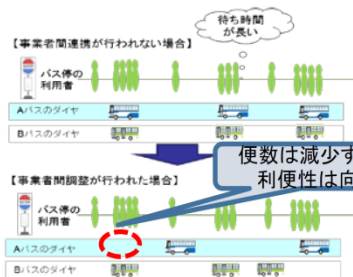 待ち時間
が長い
【事業者間連携が行われない場合】
バス停の
利用者
Aバスのダイヤ
Bバスのダイヤ
便数は減少す
利便性は向
【事業者間調整が行われた場合】
バス停の
利用者
Aバスのダイヤ
Bバスのダイヤ